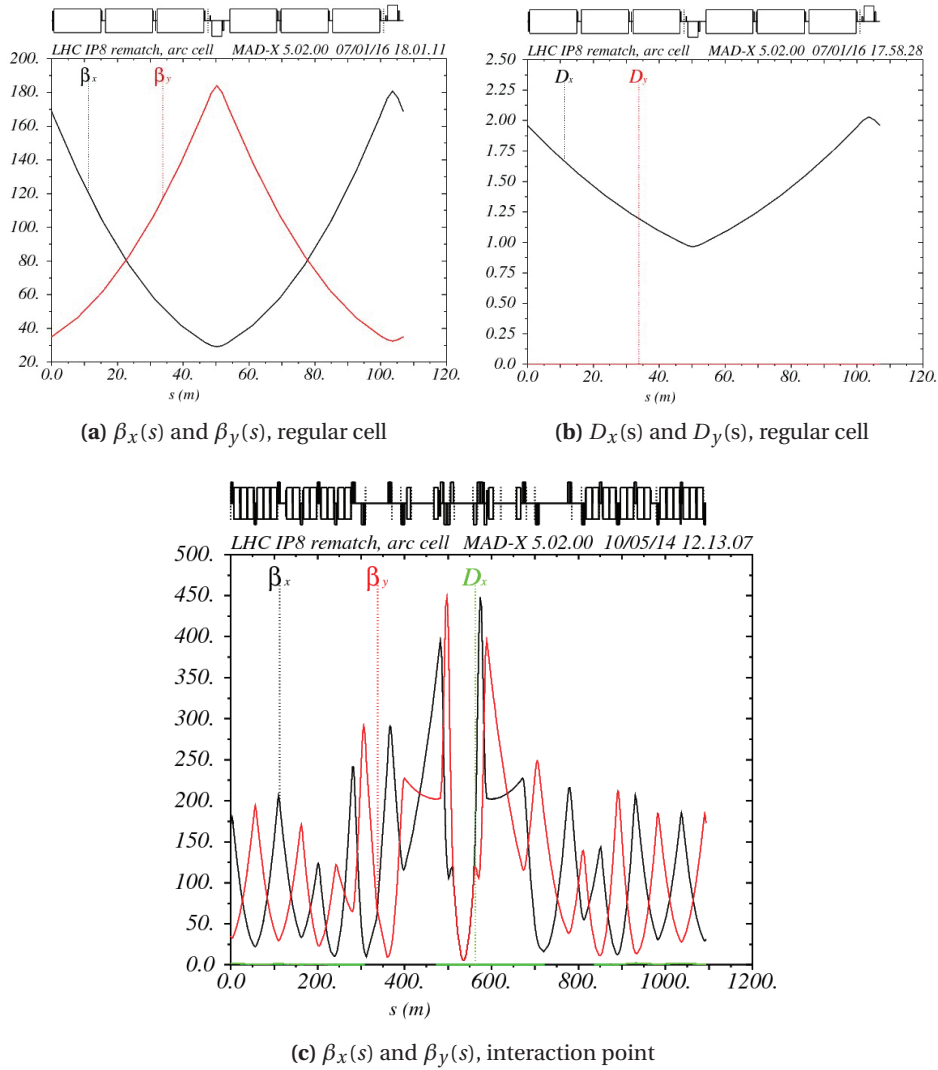 LHC IP8 rematch, arc cell MAD-X 5.02.00 07/01/16 18.01.11
200.
180.
160.
140.
120.
100.
80.
60.
40.
20.
βx
βy
0.0 20. 40. 60. 80. 100. 120.
s (m)
(a) βx(s) and βy(s), regular cell
LHC IP8 rematch, arc cell MAD-X 5.02.00 07/01/16 17.58.28
2.50
2.25
2.00
1.75
1.50
1.25
1.00
0.75
0.50
0.25
0.0
Dx
Dy
0.0 20. 40. 60. 80. 100. 120.
s (m)
(b) Dx(s) and Dy(s), regular cell
LHC IP8 rematch, arc cell MAD-X 5.02.00 10/05/14 12.13.07
500.
450.
400.
350.
300.
250.
200.
150.
100.
50.
0.0
βx
βy
Dx
0.0 200. 400. 600. 800. 1000. 1200.
s (m)
(c) βx(s) and βy(s), interaction point